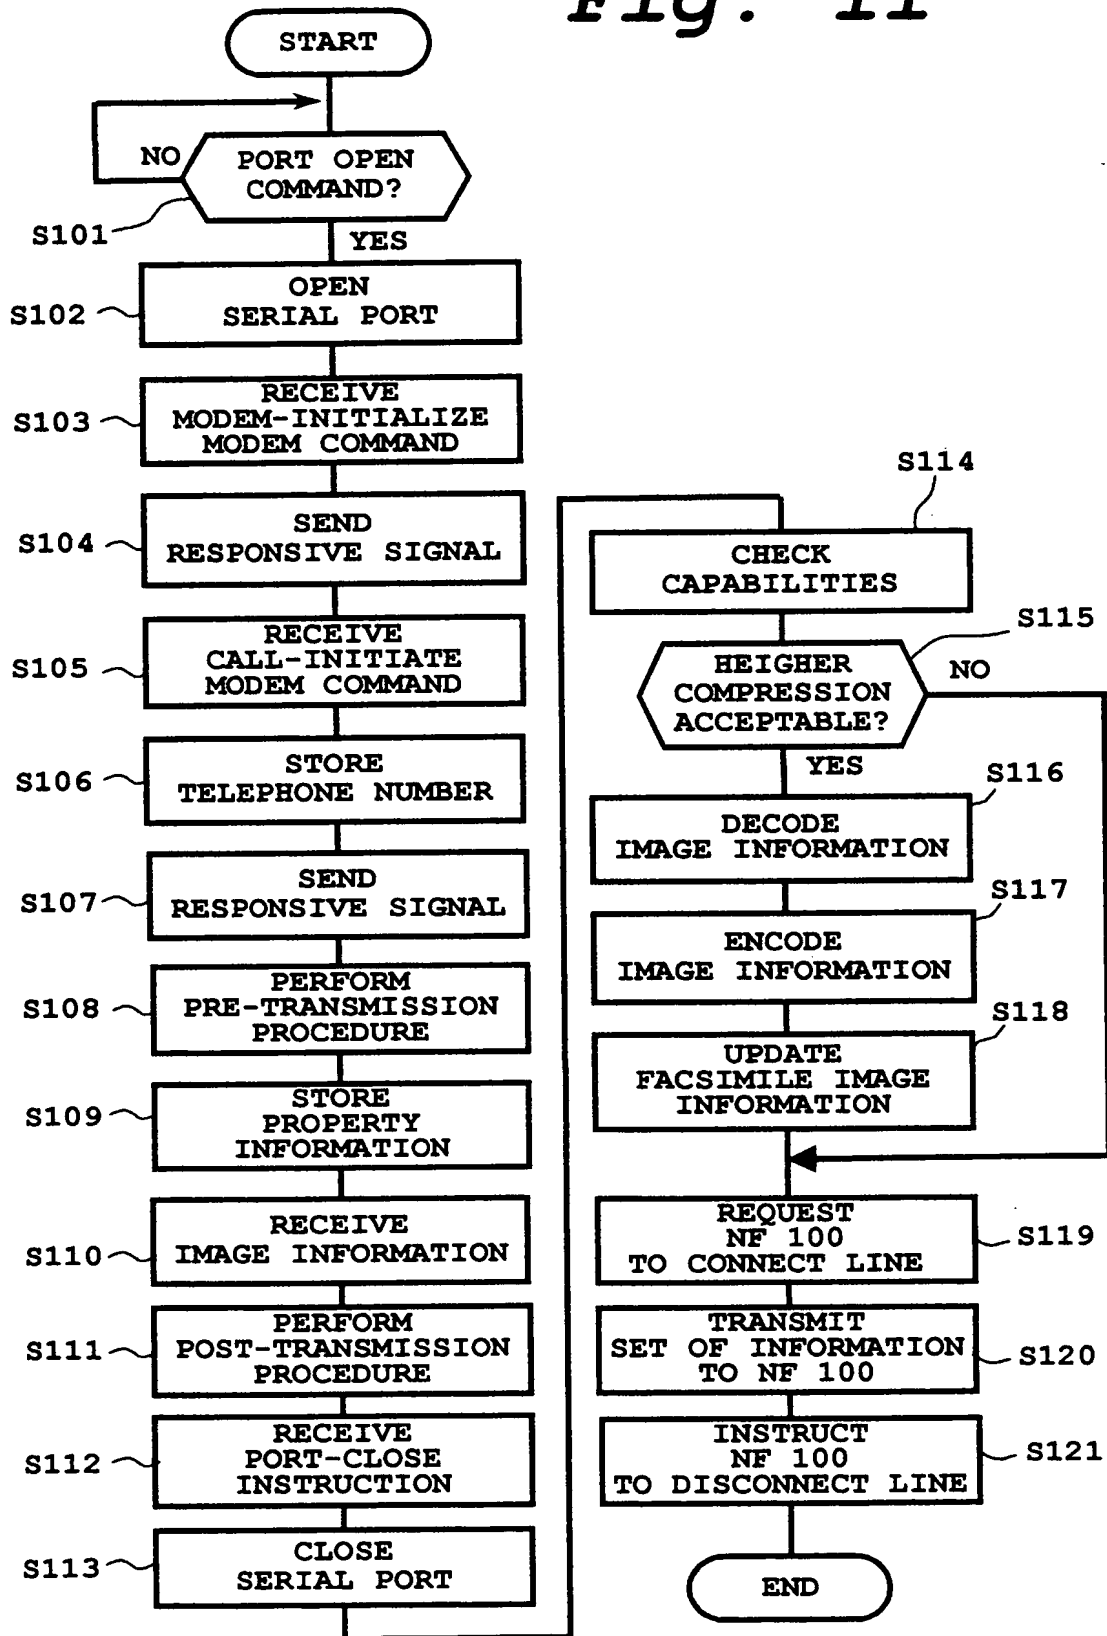 Fig. 11
START
NO
PORT OPEN
COMMAND?
S101
YES
OPEN
SERIAL PORT
S102
RECEIVE
MODEM-INITIALIZE
MODEM COMMAND
S103
SEND
RESPONSIVE SIGNAL
S104
RECEIVE
CALL-INITIATE
MODEM COMMAND
S105
STORE
TELEPHONE NUMBER
S106
SEND
RESPONSIVE SIGNAL
S107
PERFORM
PRE-TRANSMISSION
PROCEDURE
S108
STORE
PROPERTY
INFORMATION
S109
RECEIVE
IMAGE INFORMATION
S110
PERFORM
POST-TRANSMISSION
PROCEDURE
S111
RECEIVE
PORT-CLOSE
INSTRUCTION
S112
CLOSE
SERIAL PORT
S113
S114
CHECK
CAPABILITIES
S115
HEIGHER
COMPRESSION
ACCEPTABLE?
NO
YES
S116
DECODE
IMAGE INFORMATION
S117
ENCODE
IMAGE INFORMATION
S118
UPDATE
FACSIMILE IMAGE
INFORMATION
REQUEST
NF 100
TO CONNECT LINE
S119
TRANSMIT
SET OF INFORMATION
TO NF 100
S120
INSTRUCT
NF 100
TO DISCONNECT LINE
S121
END